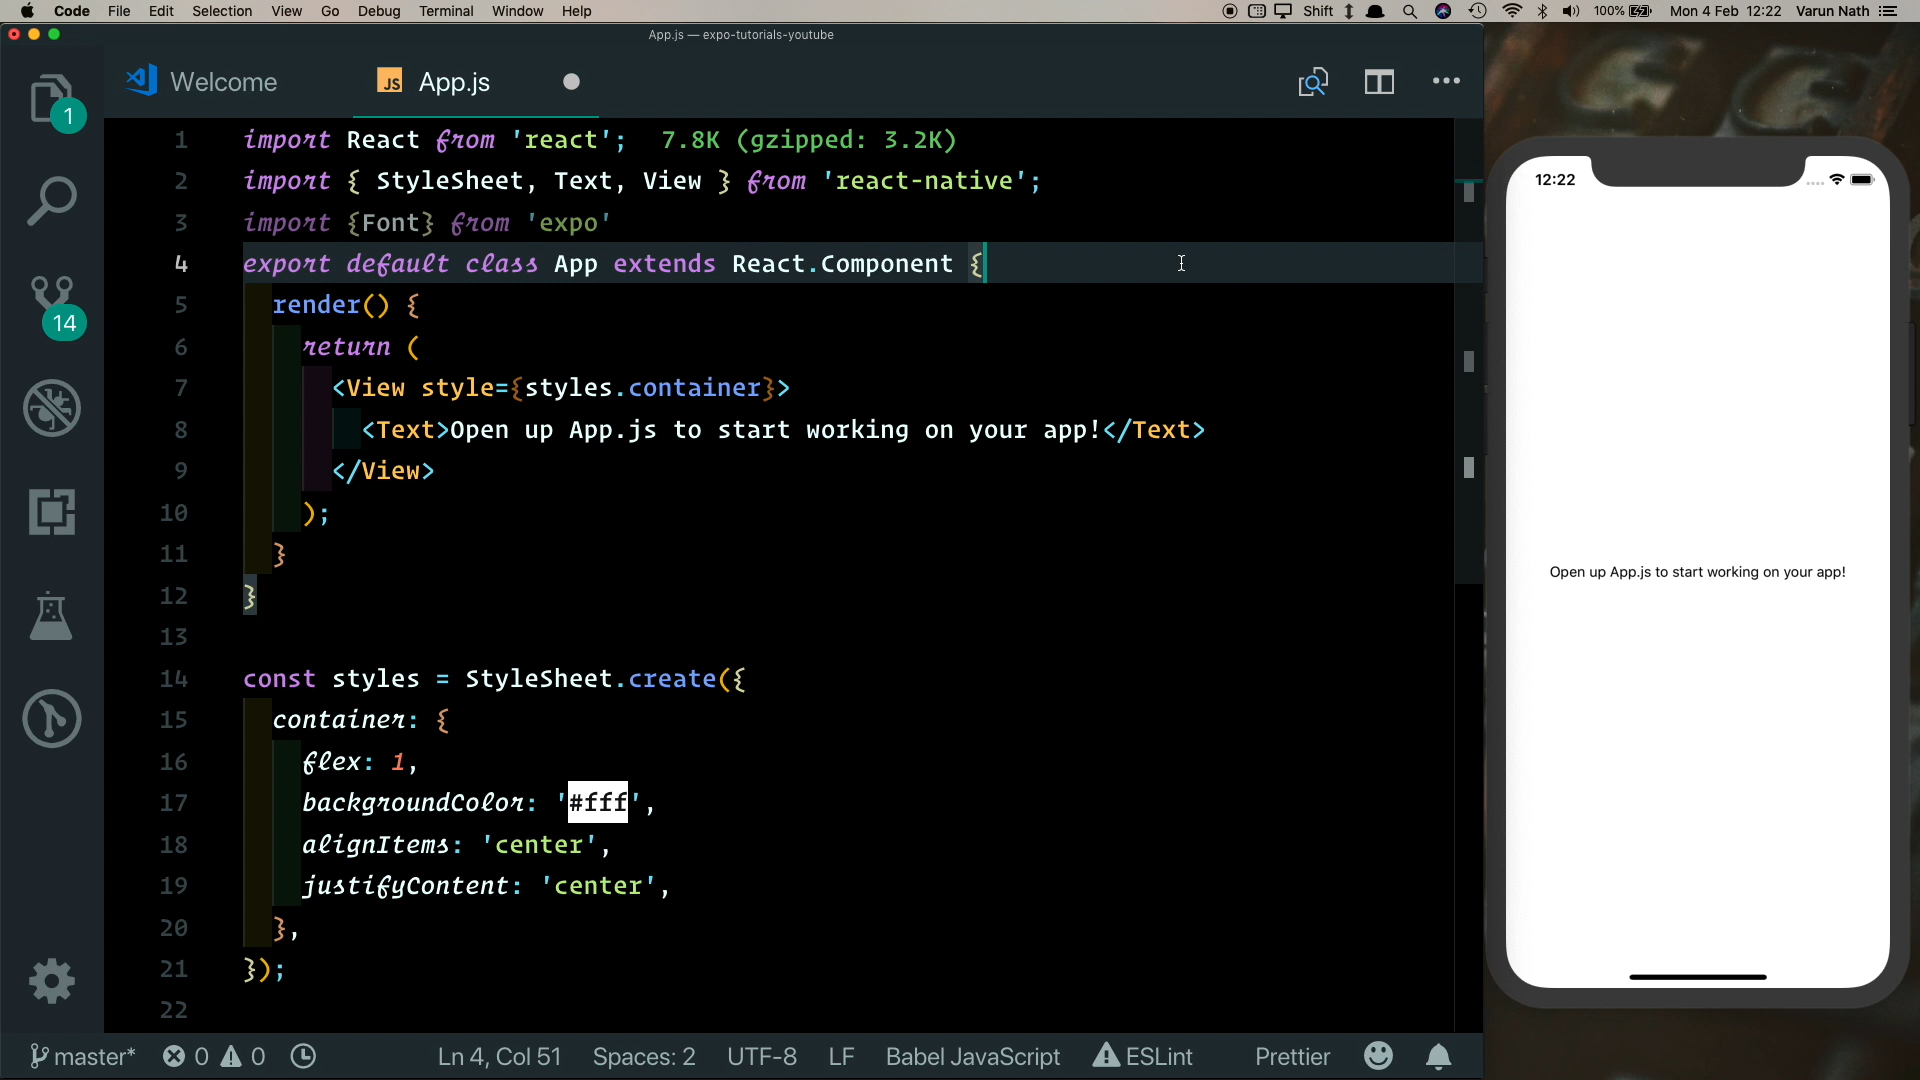 Code File Edit Selection View Go Debug Terminal Window Help Shift 100% Mon 4 Feb 12:22 Varun Nath
App.js — expo-tutorials-youtube
Welcome
JS App.js
1
14
1 import React from 'react'; 7.8K (gzipped: 3.2K)
2 import { StyleSheet, Text, View } from 'react-native';
3 import {Font} from 'expo'
4 export default class App extends React.Component {
5 render() {
6 return (
7 <View style={styles.container}>
8 <Text>Open up App.js to start working on your app!</Text>
9 </View>
10 );
11 }
12 }
13
14 const styles = StyleSheet.create({
15 container: {
16 flex: 1,
17 backgroundColor: '#fff',
18 alignItems: 'center',
19 justifyContent: 'center',
20 },
21 });
22
master* 0 0 Ln 4, Col 51 Spaces: 2 UTF-8 LF Babel JavaScript ESLint Prettier
12:22
Open up App.js to start working on your app!